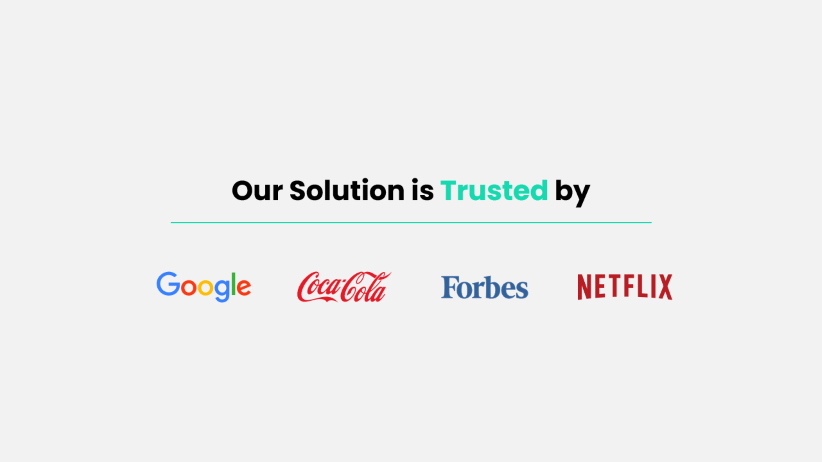 Our Solution is Trusted by
Google Coca-Cola Forbes NETFLIX